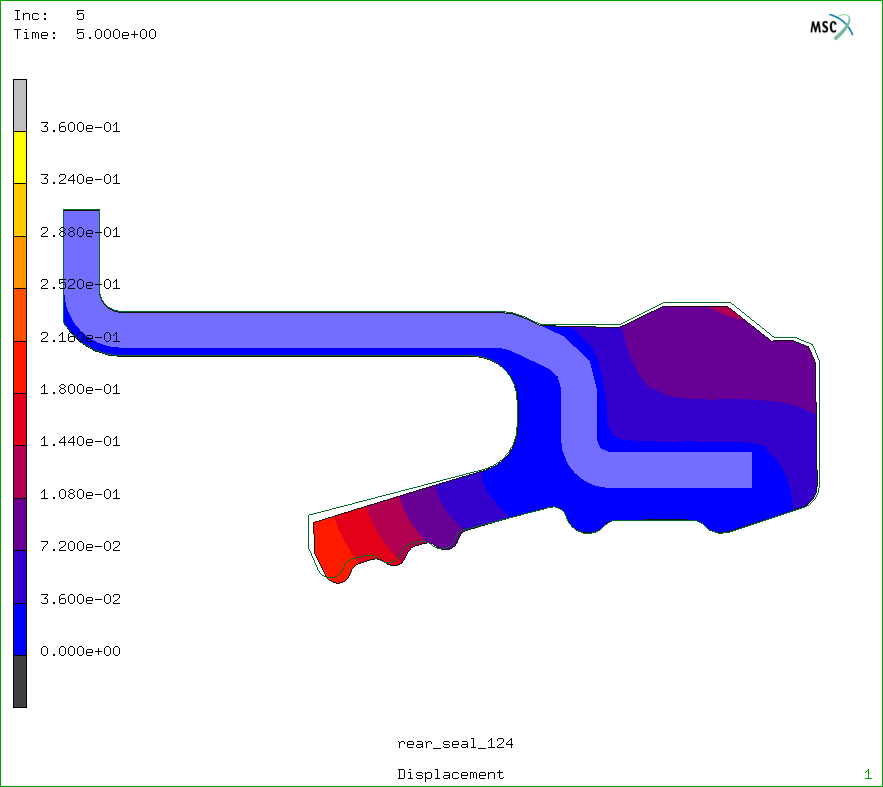 Inc: 5
Time: 5.000e+00
MSC
3.600e-01
3.240e-01
2.880e-01
2.520e-01
2.160e-01
1.800e-01
1.440e-01
1.080e-01
7.200e-02
3.600e-02
0.000e+00
rear_seal_124
Displacement
1